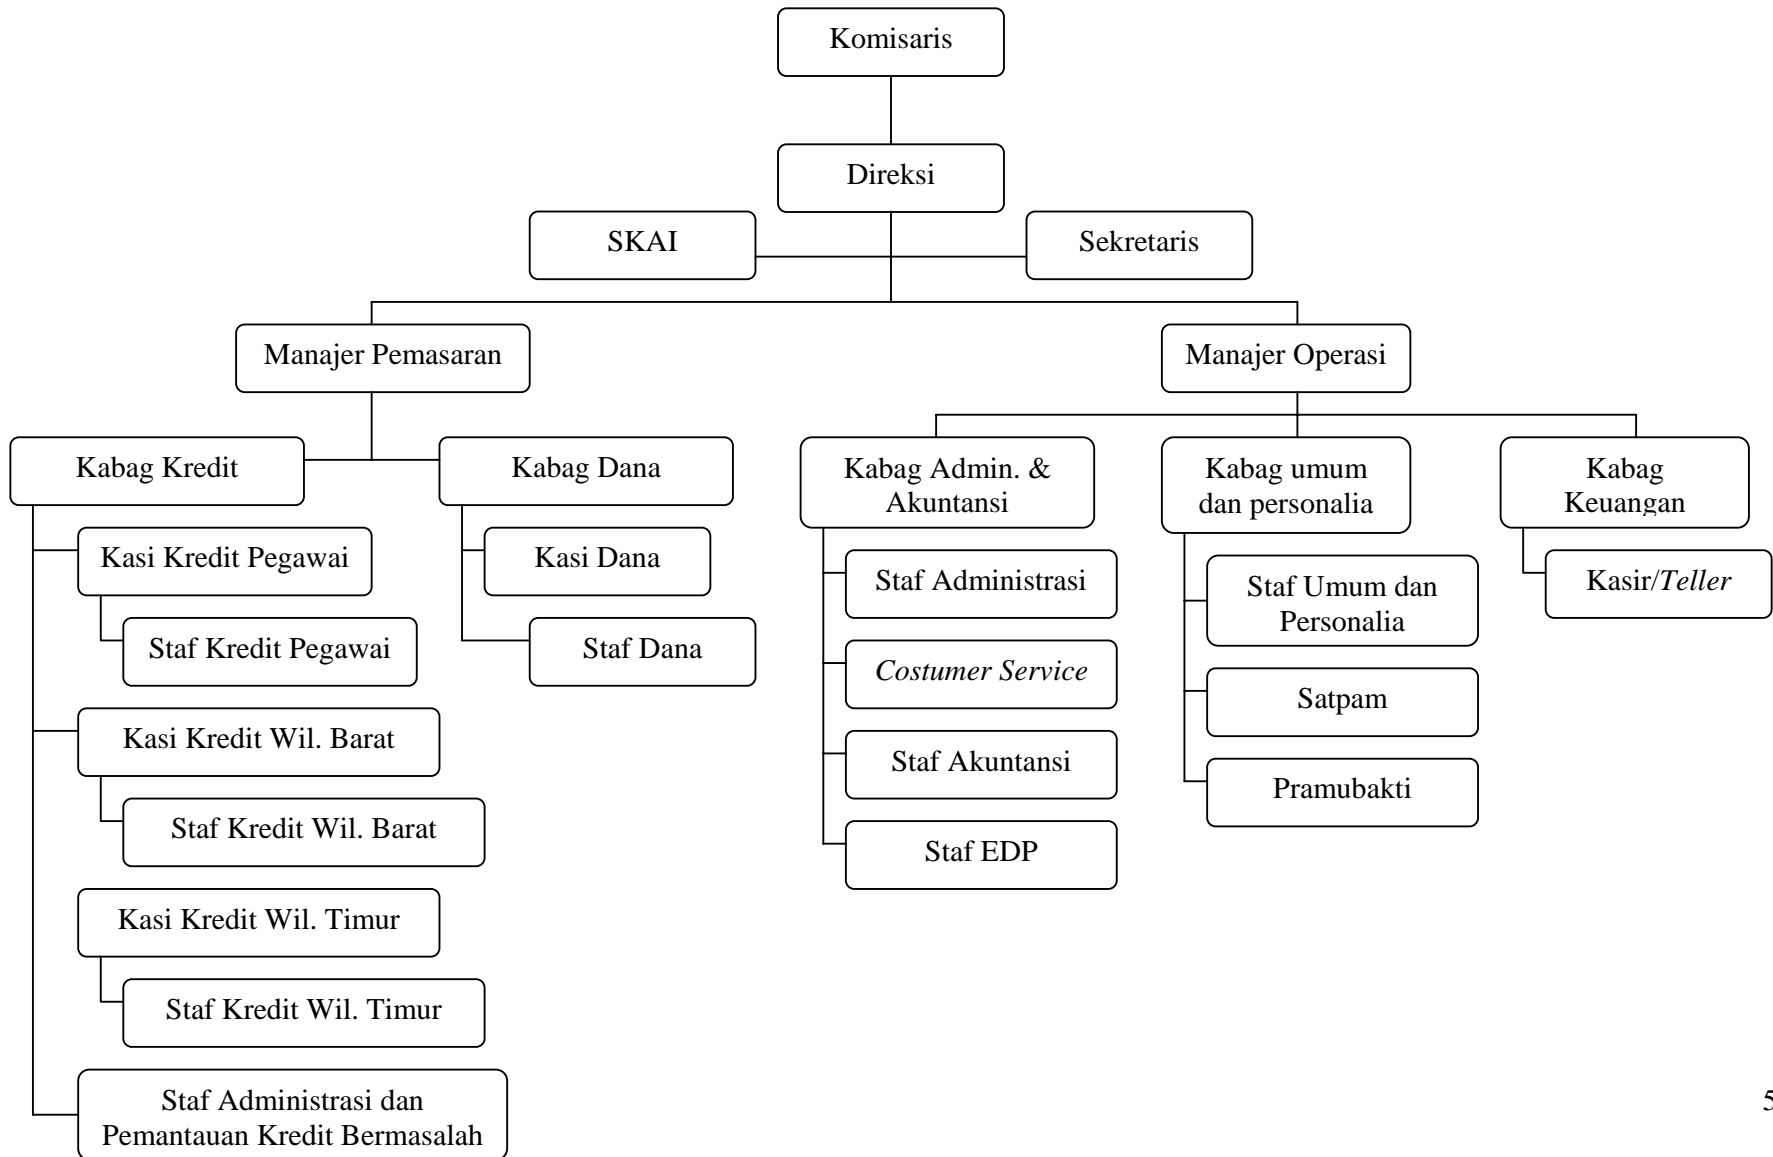 Komisaris
Direksi
SKAI
Sekretaris
Manajer Pemasaran
Manajer Operasi
Kabag Kredit
Kabag Dana
Kabag Admin. &
Akuntansi
Kabag umum
dan personalia
Kabag
Keuangan
Kasi Kredit Pegawai
Staf Kredit Pegawai
Kasi Kredit Wil. Barat
Staf Kredit Wil. Barat
Kasi Kredit Wil. Timur
Staf Kredit Wil. Timur
Staf Administrasi dan
Pemantauan Kredit Bermasalah
Kasi Dana
Staf Dana
Staf Administrasi
Costumer Service
Staf Akuntansi
Staf EDP
Staf Umum dan
Personalia
Satpam
Pramubakti
Kasir/Teller